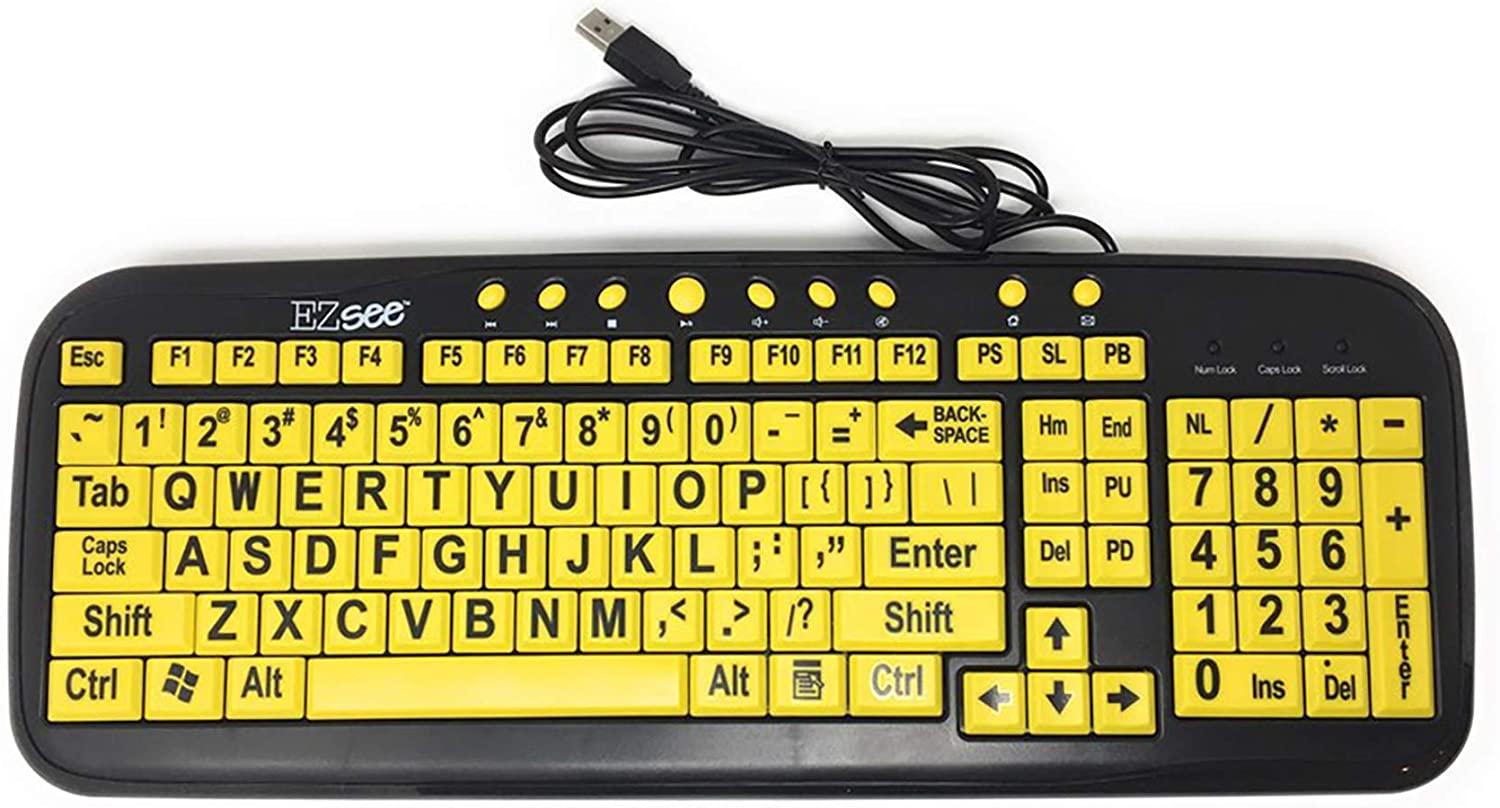 EZsee™
Esc F1 F2 F3 F4 F5 F6 F7 F8 F9 F10 F11 F12 PS SL PB
Num Lock Caps Lock Scroll Lock
`~ 1! 2@ 3# 4$ 5% 6^ 7& 8* 9( 0) -_ =+ ← BACK-
SPACE
Hm End NL / * -
Tab Q W E R T Y U I O P [{ ]} \|
Ins PU 7 8 9 +
Caps
Lock
A S D F G H J K L ;: ,” Enter
Del PD 4 5 6
Shift Z X C V B N M ,< .> /? Shift
↑ 1 2 3 Enter
Ctrl Alt Alt Ctrl
← ↓ → 0 Ins . Del